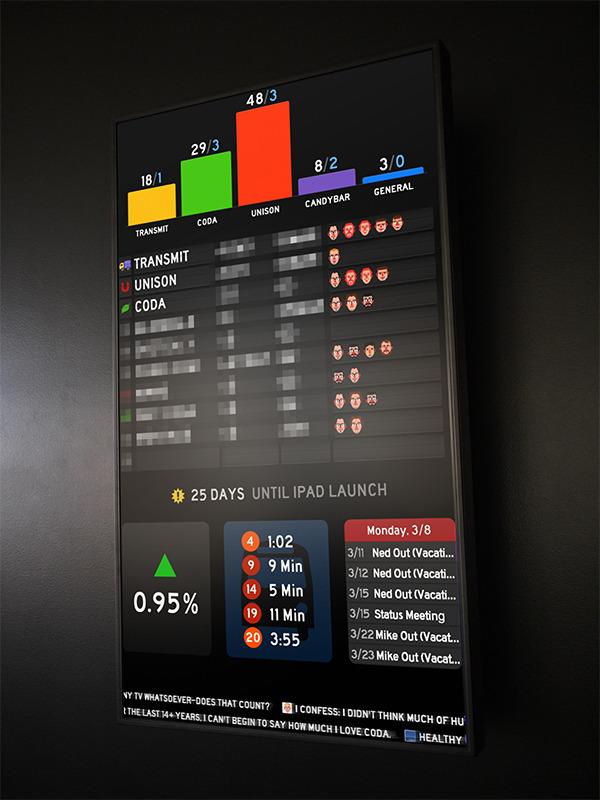 18/1
29/3
48/3
8/2
3/0
TRANSMIT
CODA
UNISON
CANDYBAR
GENERAL
TRANSMIT
UNISON
CODA
25 DAYS UNTIL IPAD LAUNCH
0.95%
4 1:02
9 9 Min
14 5 Min
19 11 Min
20 3:55
Monday, 3/8
3/11 Ned Out (Vacati...
3/12 Ned Out (Vacati...
3/15 Ned Out (Vacati...
3/15 Status Meeting
3/22 Mike Out (Vacat...
3/23 Mike Out (Vacat...
NY TV WHATSOEVER–DOES THAT COUNT? I CONFESS: I DIDN'T THINK MUCH OF HU
THE LAST 14+ YEARS, I CAN'T BEGIN TO SAY HOW MUCH I LOVE CODA. HEALTHY